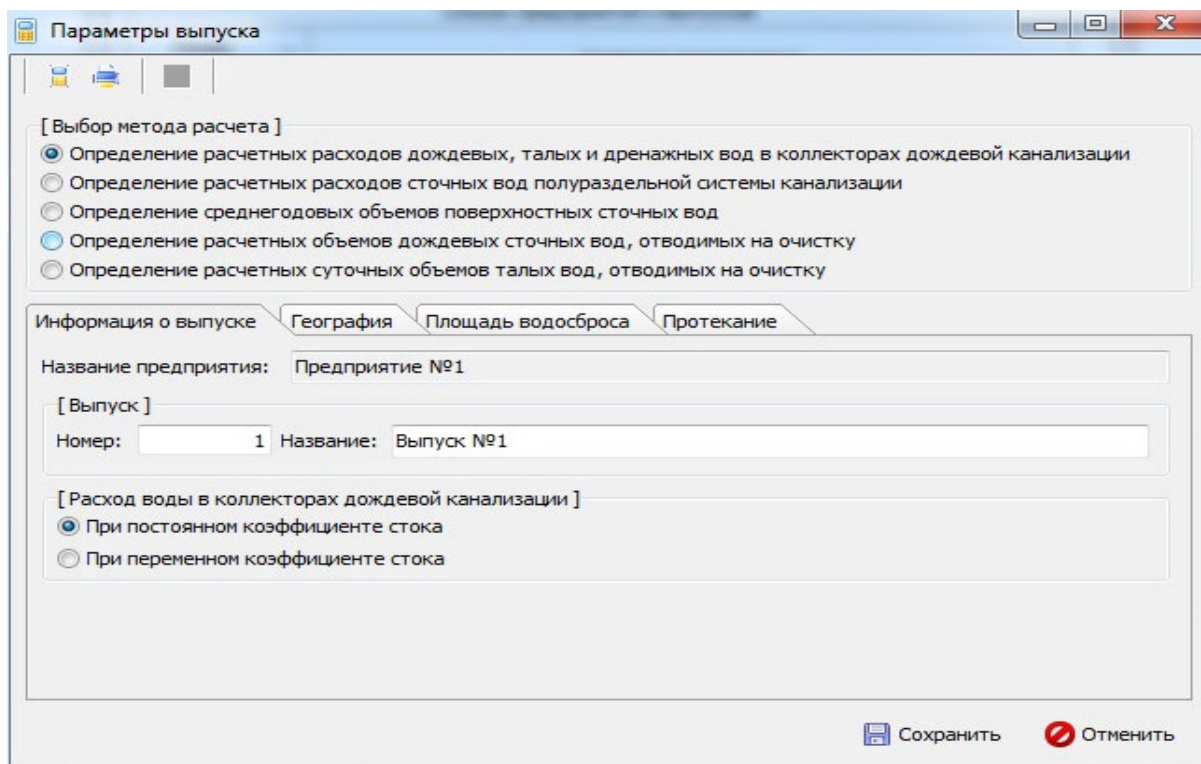 Параметры выпуска
[ Выбор метода расчета ]
Определение расчетных расходов дождевых, талых и дренажных вод в коллекторах дождевой канализации
Определение расчетных расходов сточных вод полураздельной системы канализации
Определение среднегодовых объемов поверхностных сточных вод
Определение расчетных объемов дождевых сточных вод, отводимых на очистку
Определение расчетных суточных объемов талых вод, отводимых на очистку
Информация о выпуске География Площадь водосброса Протекание
Название предприятия: Предприятие №1
[ Выпуск ]
Номер: 1 Название: Выпуск №1
[ Расход воды в коллекторах дождевой канализации ]
При постоянном коэффициенте стока
При переменном коэффициенте стока
Сохранить Отменить